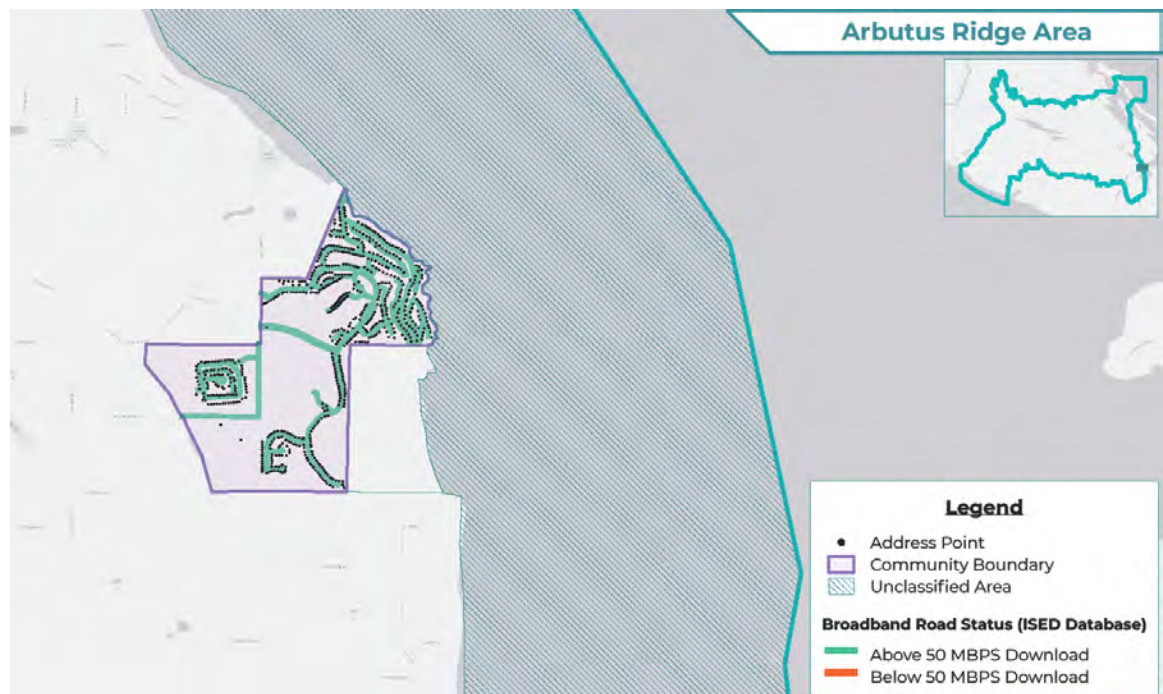 Arbutus Ridge Area
Legend
Address Point
Community Boundary
Unclassified Area
Broadband Road Status (ISED Database)
Above 50 MBPS Download
Below 50 MBPS Download